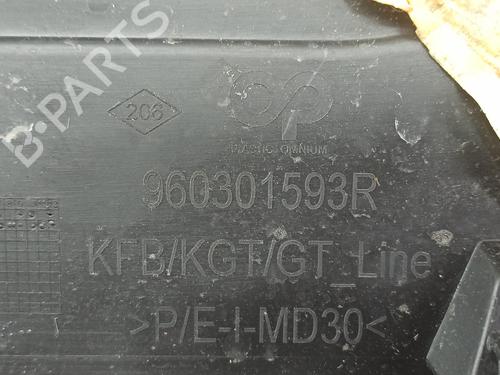 B-PARTS
206
PLASTIC OMNIUM
960301593R
KFB/KGT/GT_Line
>P/E-I-MD30<